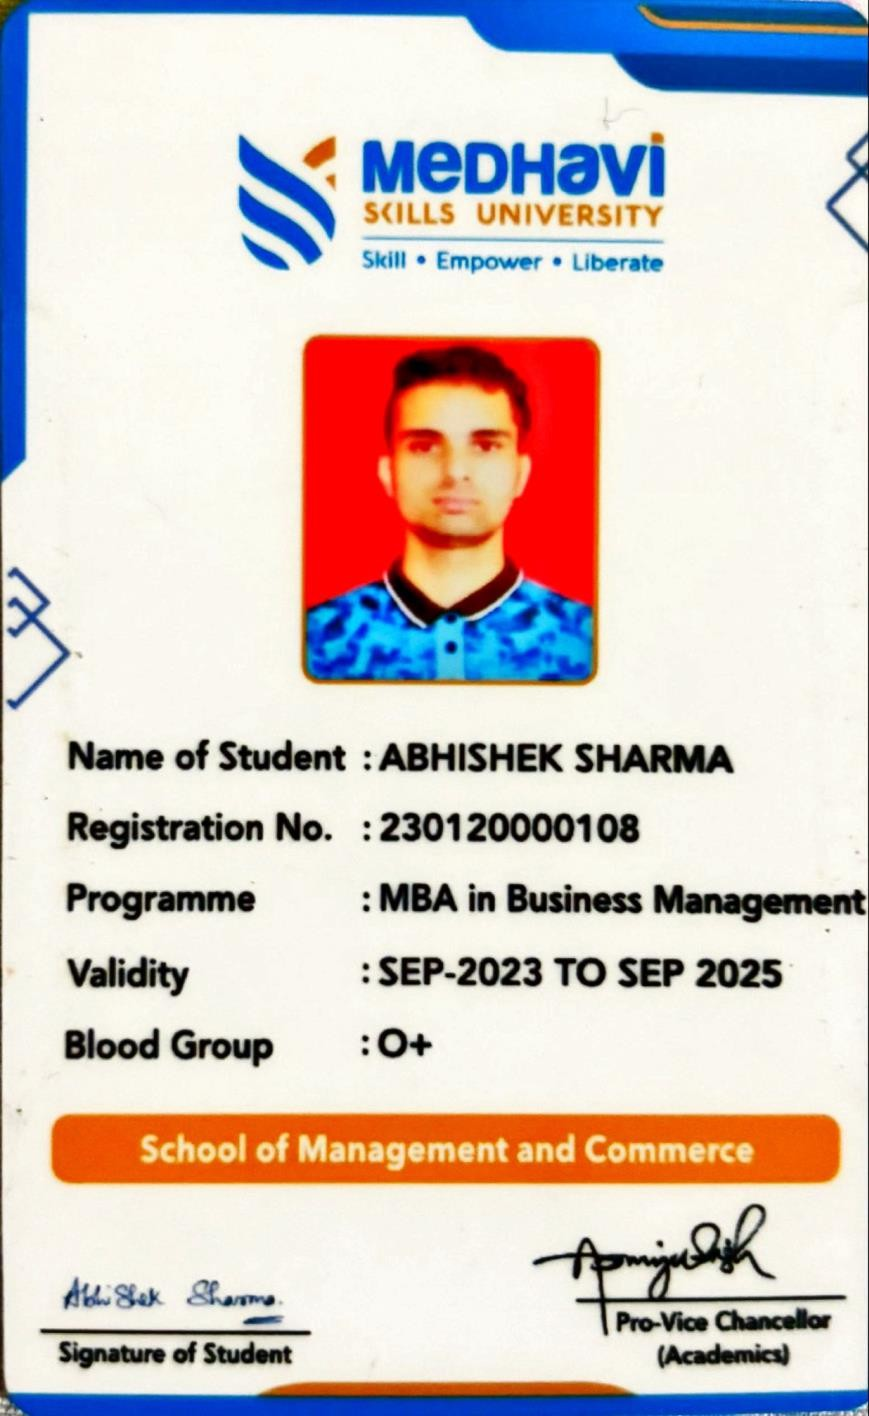 MEDHAVI
SKILLS UNIVERSITY
Skill • Empower • Liberate
Name of Student : ABHISHEK SHARMA
Registration No. : 230120000108
Programme : MBA in Business Management
Validity : SEP-2023 TO SEP 2025
Blood Group : O+
School of Management and Commerce
Abhishek Sharma.
Signature of Student
Pro-Vice Chancellor
(Academics)